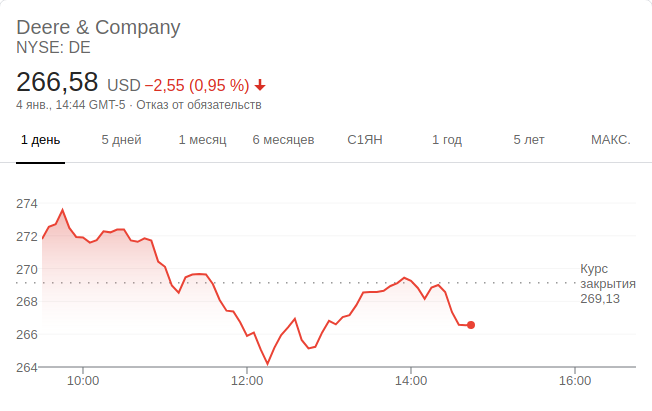 Deere & Company
NYSE: DE
266,58 USD −2,55 (0,95 %)
4 янв., 14:44 GMT-5 · Отказ от обязательств
1 день 5 дней 1 месяц 6 месяцев С1ЯН 1 год 5 лет МАКС.
274
272
270
268
266
264
Курс
закрытия
269,13
10:00 12:00 14:00 16:00